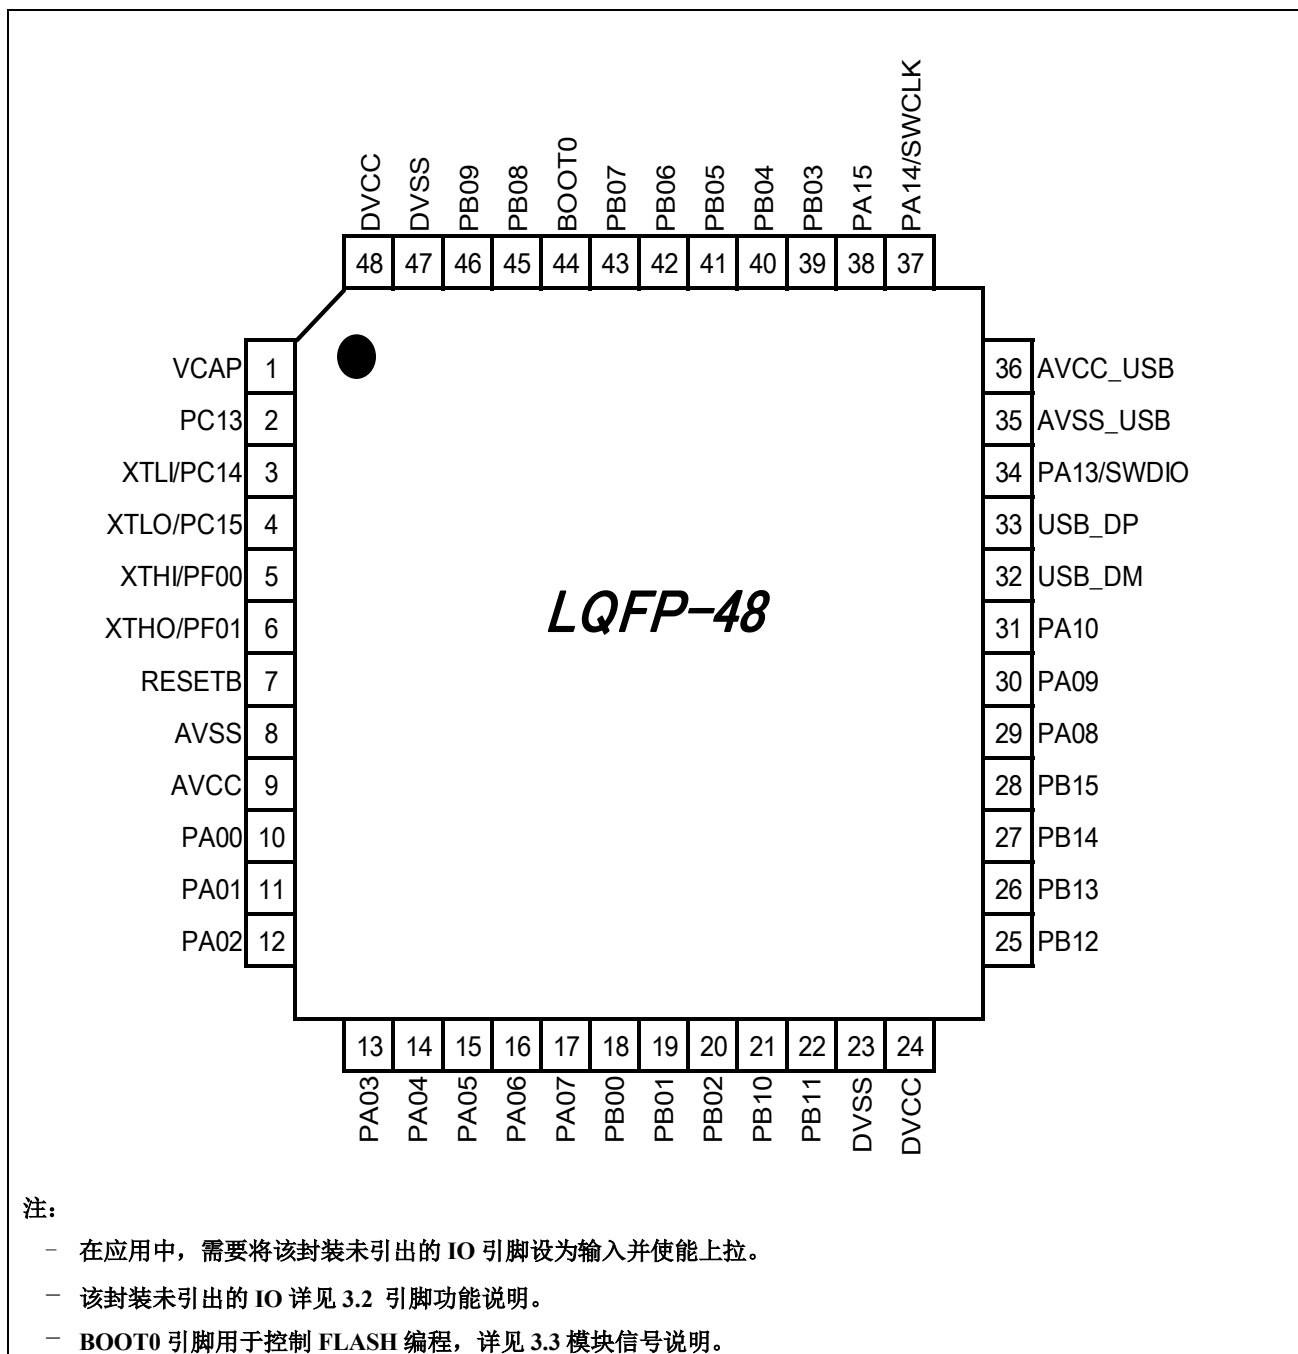 DVCC
DVSS
PB09
PB08
BOOT0
PB07
PB06
PB05
PB04
PB03
PA15
PA14/SWCLK
48 47 46 45 44 43 42 41 40 39 38 37
VCAP 1
PC13 2
XTLI/PC14 3
XTLO/PC15 4
XTHI/PF00 5
XTHO/PF01 6
RESETB 7
AVSS 8
AVCC 9
PA00 10
PA01 11
PA02 12
LQFP-48
36 AVCC_USB
35 AVSS_USB
34 PA13/SWDIO
33 USB_DP
32 USB_DM
31 PA10
30 PA09
29 PA08
28 PB15
27 PB14
26 PB13
25 PB12
13 14 15 16 17 18 19 20 21 22 23 24
PA03
PA04
PA05
PA06
PA07
PB00
PB01
PB02
PB10
PB11
DVSS
DVCC
注：
– 在应用中，需要将该封装未引出的 IO 引脚设为输入并使能上拉。
– 该封装未引出的 IO 详见 3.2 引脚功能说明。
– BOOT0 引脚用于控制 FLASH 编程，详见 3.3 模块信号说明。